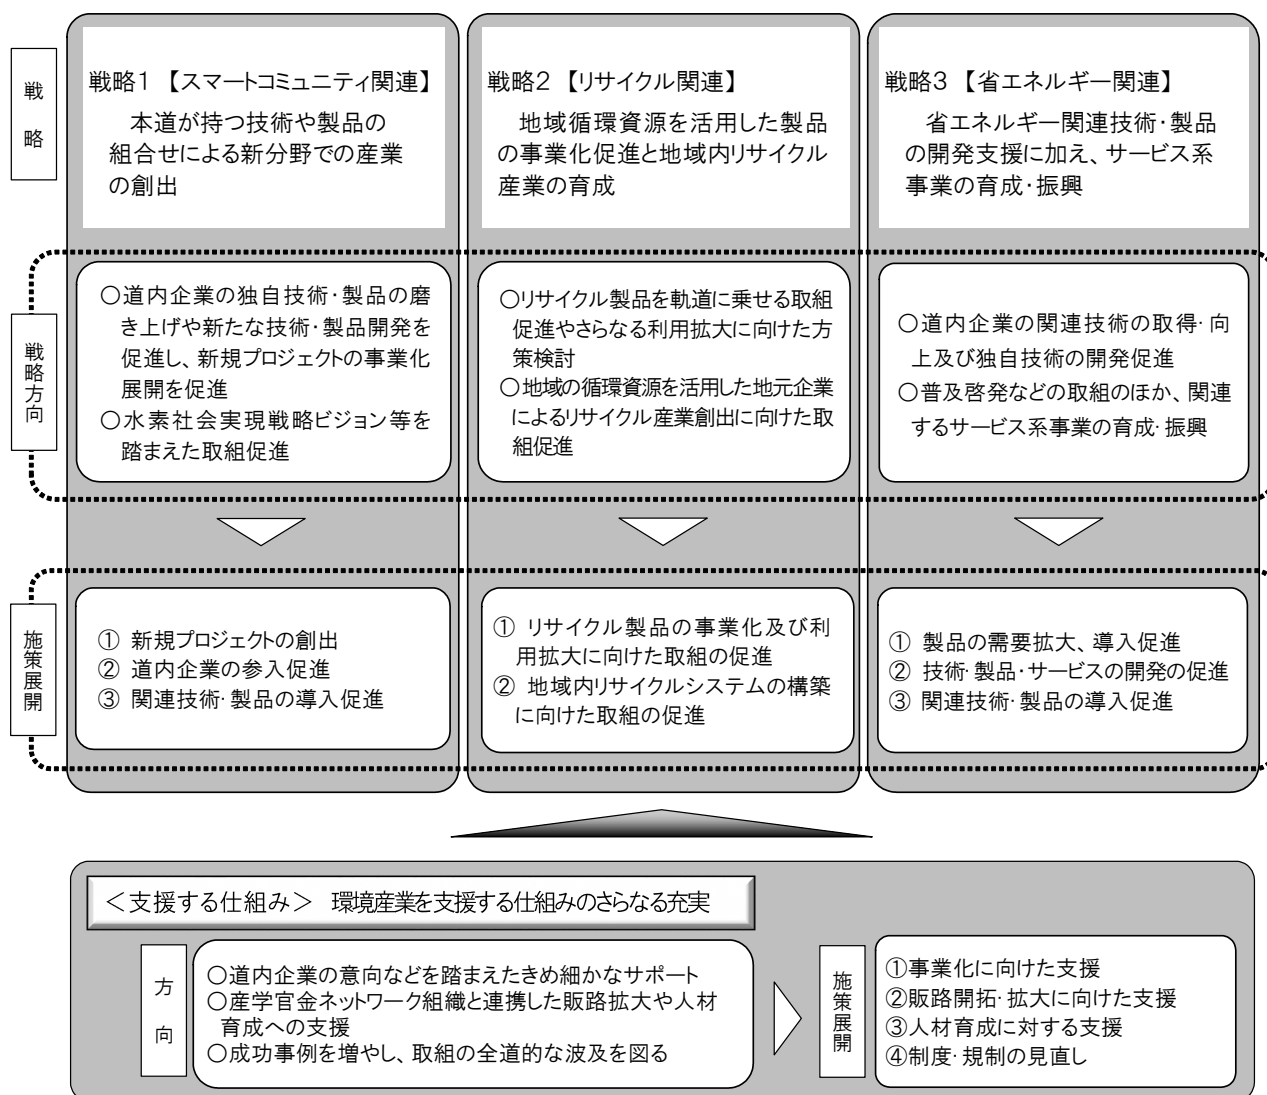 戦略
戦略1 【スマートコミュニティ関連】
本道が持つ技術や製品の
組合せによる新分野での産業
の創出
戦略2 【リサイクル関連】
地域循環資源を活用した製品
の事業化促進と地域内リサイクル
産業の育成
戦略3 【省エネルギー関連】
省エネルギー関連技術・製品
の開発支援に加え、サービス系
事業の育成・振興
戦略方向
○道内企業の独自技術・製品の磨
き上げや新たな技術・製品開発を
促進し、新規プロジェクトの事業化
展開を促進
○水素社会実現戦略ビジョン等を
踏まえた取組促進
○リサイクル製品を軌道に乗せる取組
促進やさらなる利用拡大に向けた方
策検討
○地域の循環資源を活用した地元企業
によるリサイクル産業創出に向けた取
組促進
○道内企業の関連技術の取得・向
上及び独自技術の開発促進
○普及啓発などの取組のほか、関連
するサービス系事業の育成・振興
施策展開
① 新規プロジェクトの創出
② 道内企業の参入促進
③ 関連技術・製品の導入促進
① リサイクル製品の事業化及び利
用拡大に向けた取組の促進
② 地域内リサイクルシステムの構築
に向けた取組の促進
① 製品の需要拡大、導入促進
② 技術・製品・サービスの開発の促進
③ 関連技術・製品の導入促進
＜支援する仕組み＞ 環境産業を支援する仕組みのさらなる充実
方向
○道内企業の意向などを踏まえたきめ細かなサポート
○産学官金ネットワーク組織と連携した販路拡大や人材
育成への支援
○成功事例を増やし、取組の全道的な波及を図る
施策展開
①事業化に向けた支援
②販路開拓・拡大に向けた支援
③人材育成に対する支援
④制度・規制の見直し